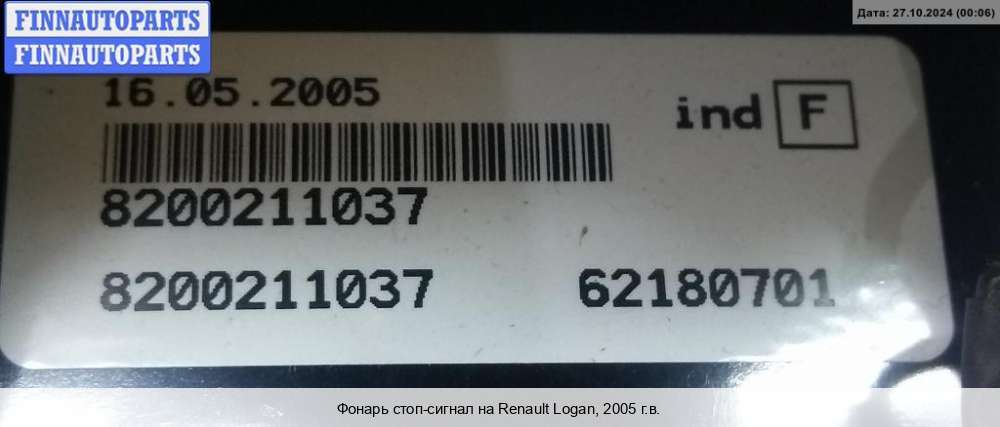 FINNAUTOPARTS
FINNAUTOPARTS
Дата: 27.10.2024 (00:06)
16.05.2005
ind F
8200211037
8200211037 62180701
Фонарь стоп-сигнал на Renault Logan, 2005 г.в.